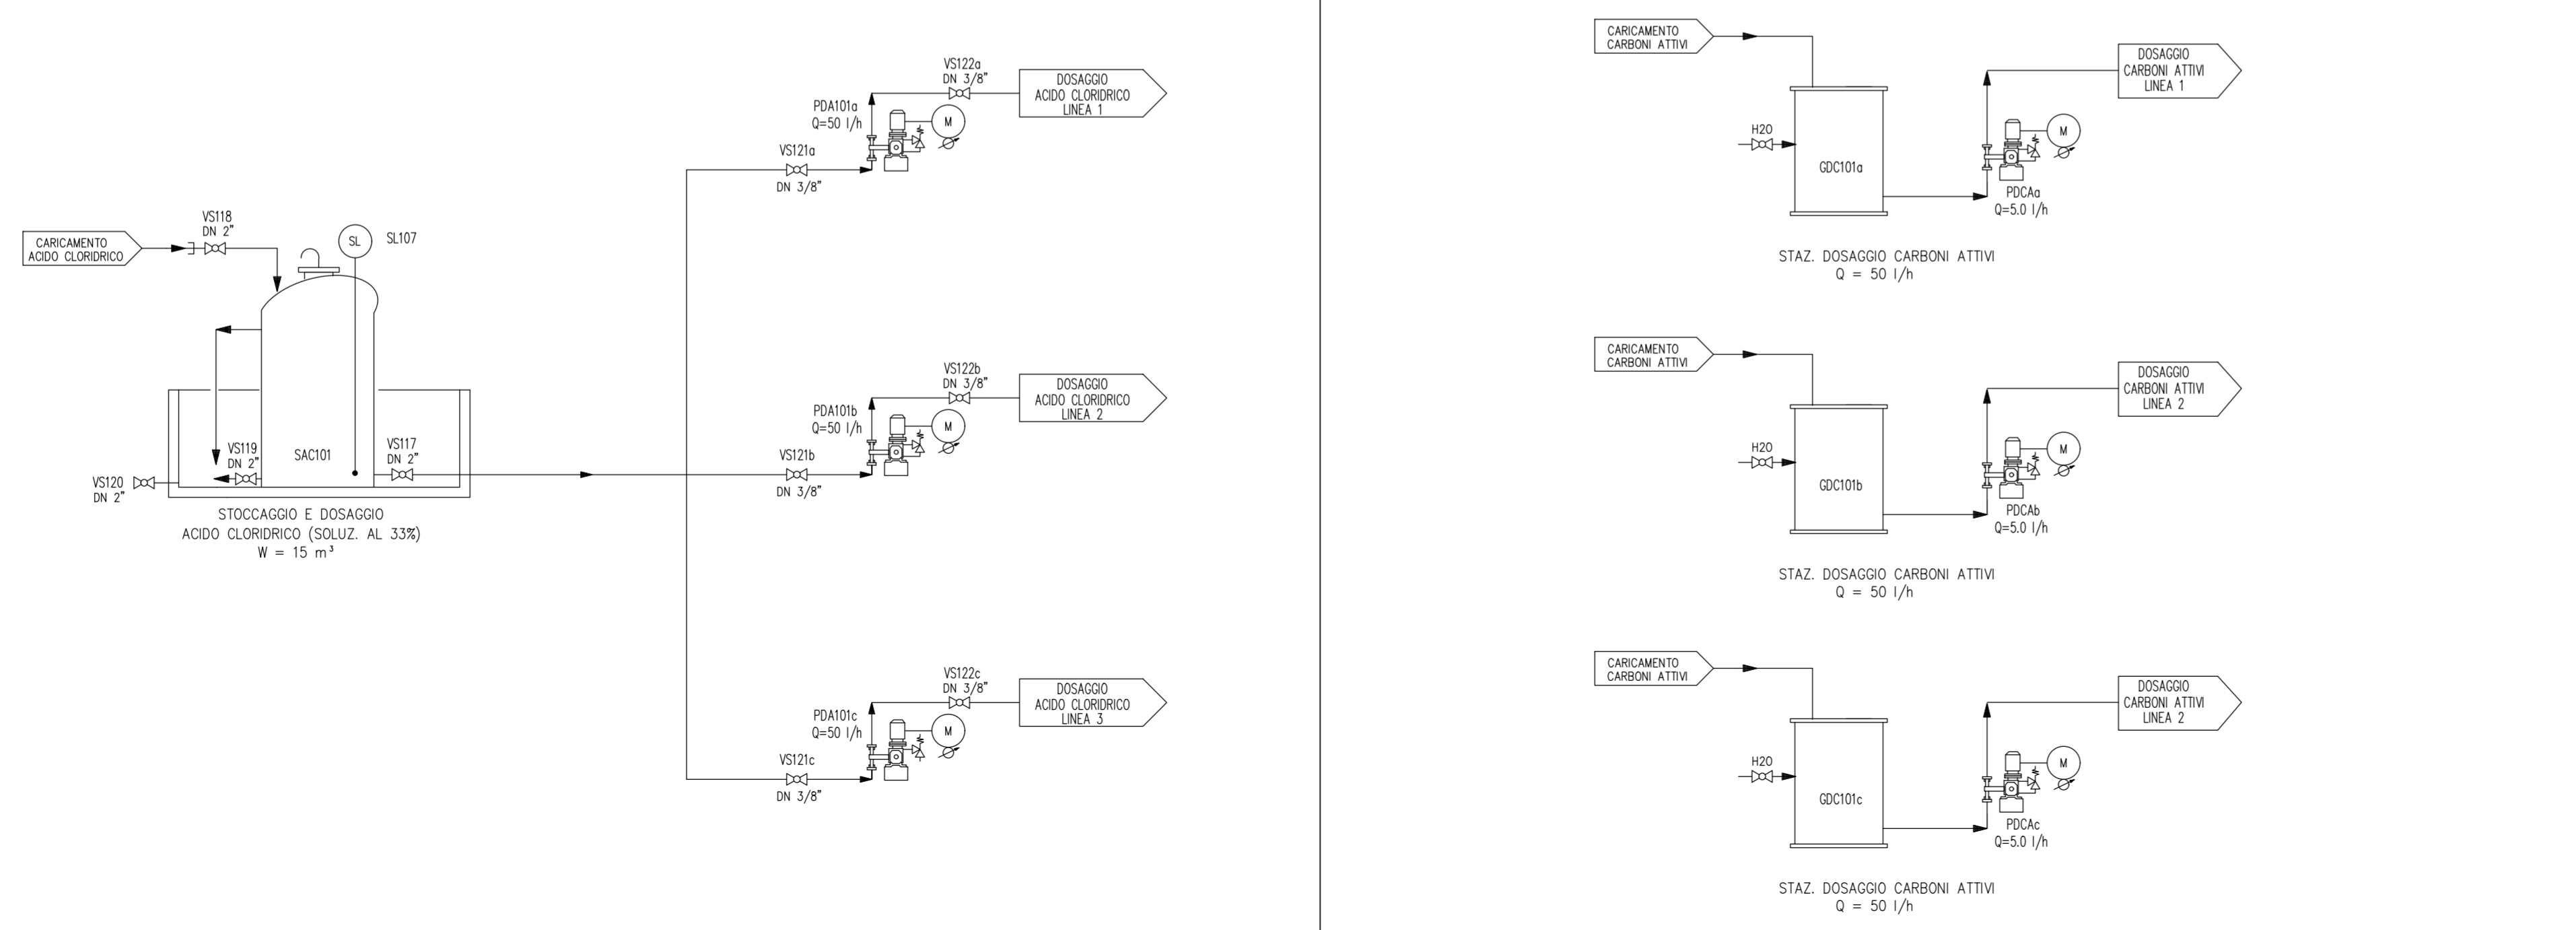 CARICAMENTO
ACIDO CLORIDRICO
VS118
DN 2"
SL
SL107
VS119
DN 2"
SAC101
VS117
DN 2"
VS120
DN 2"
STOCCAGGIO E DOSAGGIO
ACIDO CLORIDRICO (SOLUZ. AL 33%)
W = 15 m³
VS121a
DN 3/8"
PDA101a
Q=50 l/h
M
VS122a
DN 3/8"
DOSAGGIO
ACIDO CLORIDRICO
LINEA 1
VS121b
DN 3/8"
PDA101b
Q=50 l/h
M
VS122b
DN 3/8"
DOSAGGIO
ACIDO CLORIDRICO
LINEA 2
VS121c
DN 3/8"
PDA101c
Q=50 l/h
M
VS122c
DN 3/8"
DOSAGGIO
ACIDO CLORIDRICO
LINEA 3
CARICAMENTO
CARBONI ATTIVI
H2O
GDC101a
M
PDCAa
Q=5.0 l/h
DOSAGGIO
CARBONI ATTIVI
LINEA 1
STAZ. DOSAGGIO CARBONI ATTIVI
Q = 50 l/h
CARICAMENTO
CARBONI ATTIVI
H2O
GDC101b
M
PDCAb
Q=5.0 l/h
DOSAGGIO
CARBONI ATTIVI
LINEA 2
STAZ. DOSAGGIO CARBONI ATTIVI
Q = 50 l/h
CARICAMENTO
CARBONI ATTIVI
H2O
GDC101c
M
PDCAc
Q=5.0 l/h
DOSAGGIO
CARBONI ATTIVI
LINEA 2
STAZ. DOSAGGIO CARBONI ATTIVI
Q = 50 l/h